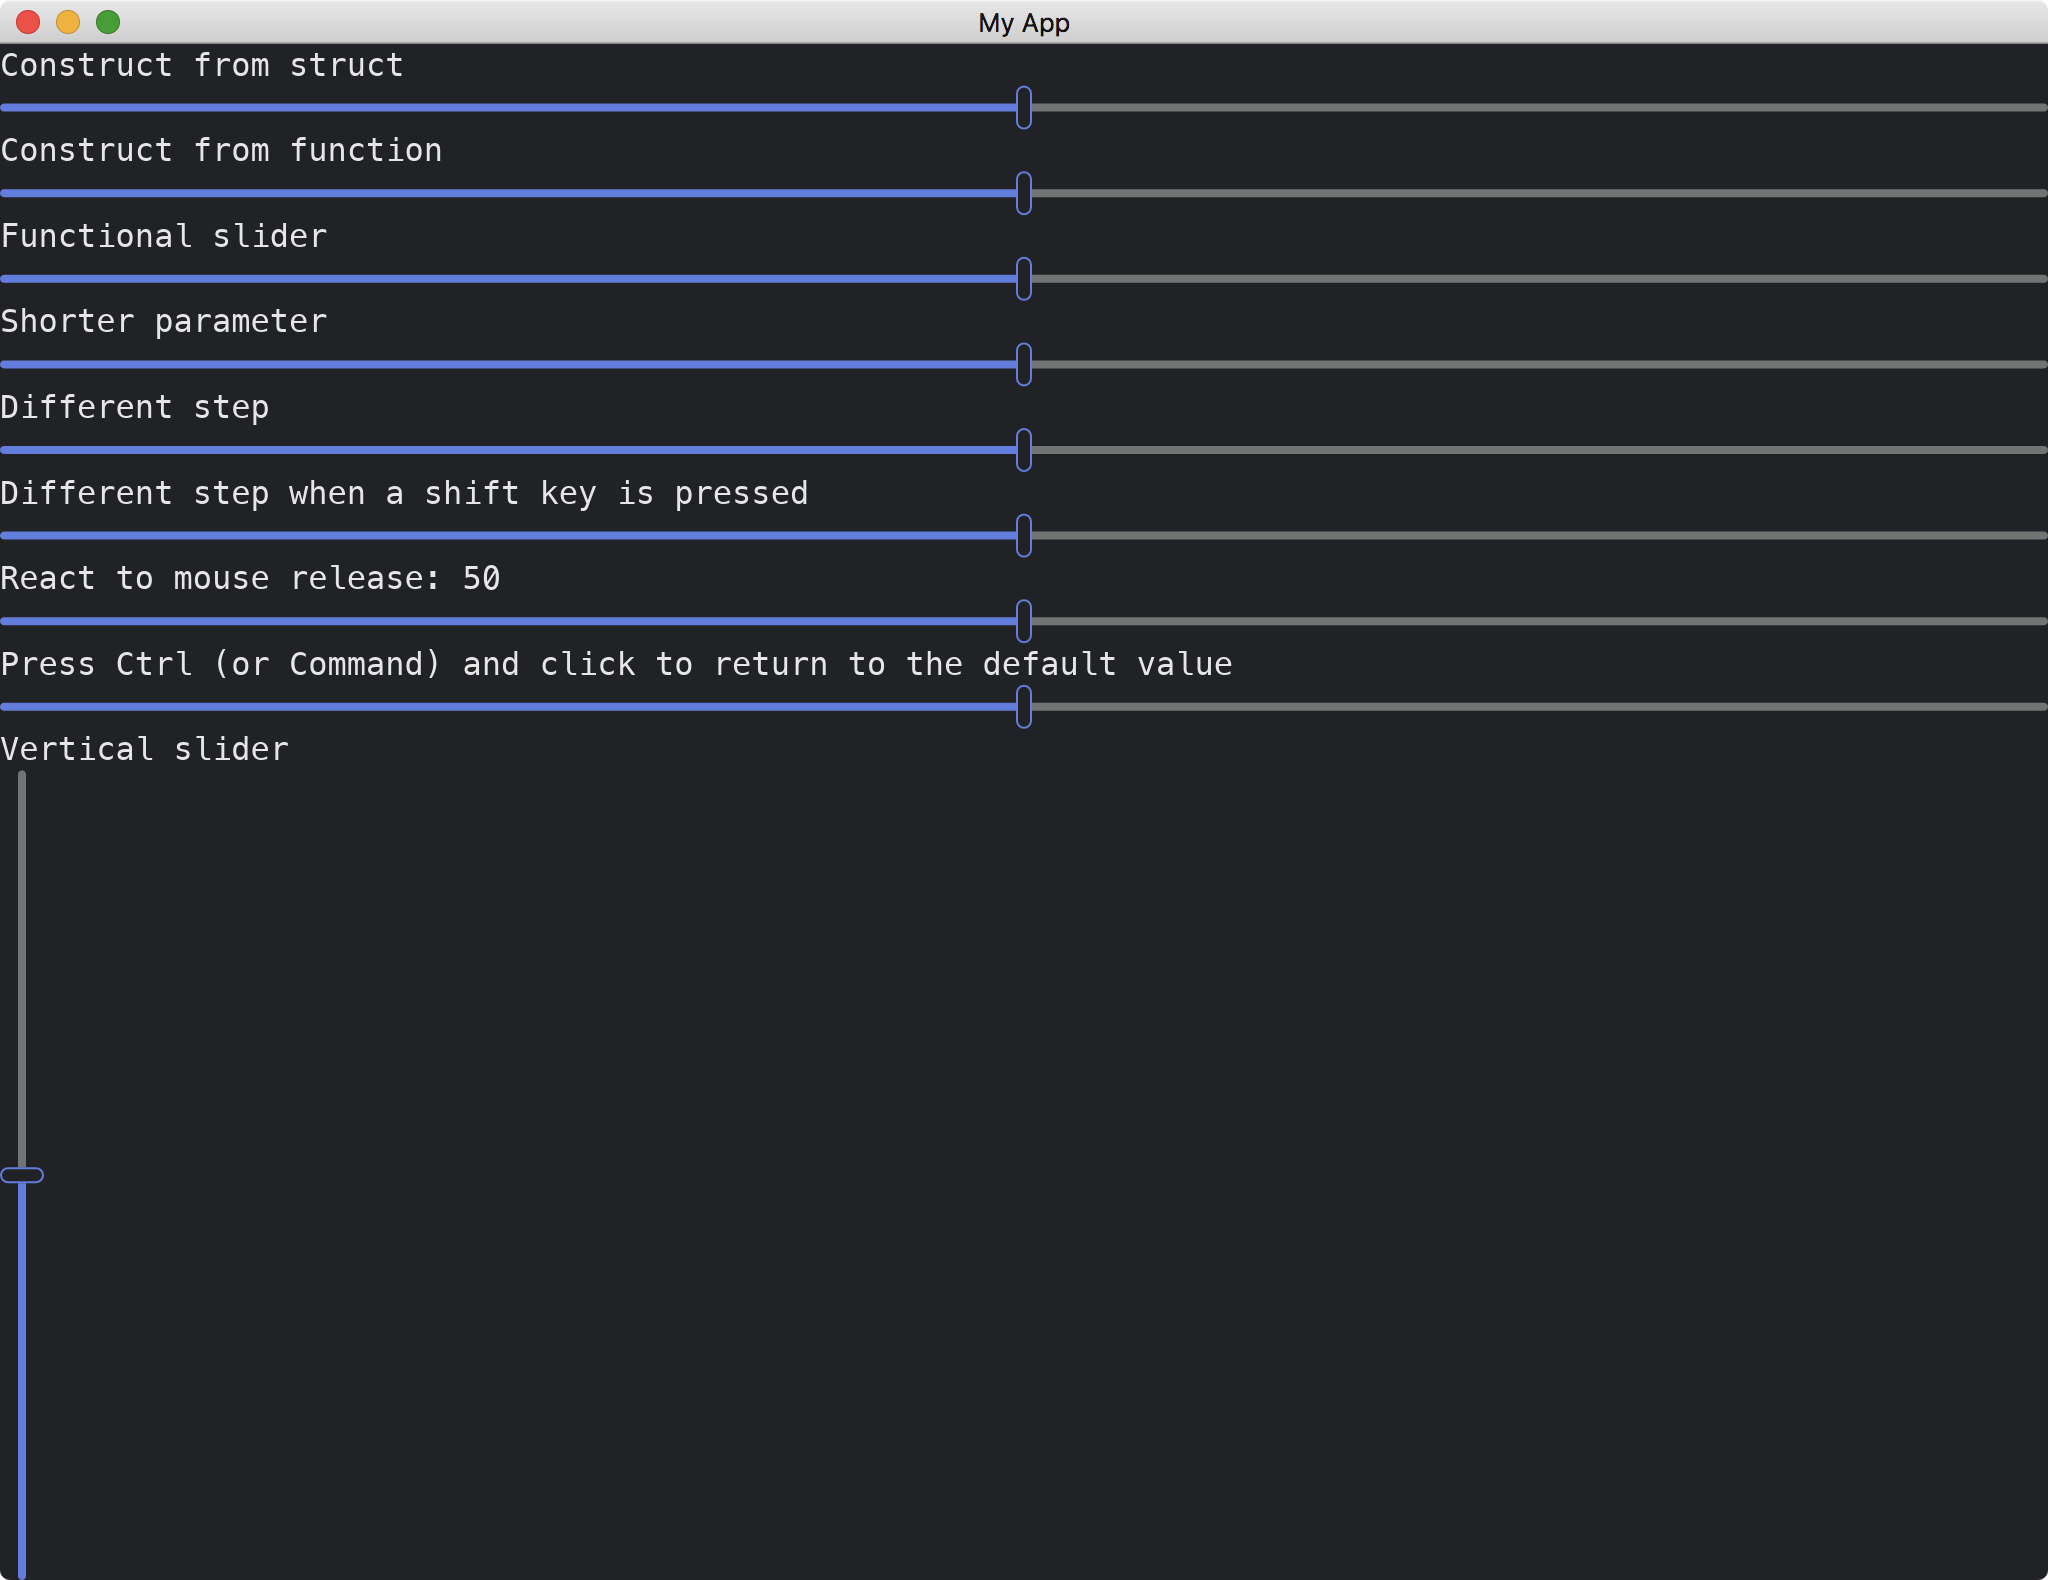 My App
Construct from struct
Construct from function
Functional slider
Shorter parameter
Different step
Different step when a shift key is pressed
React to mouse release: 50
Press Ctrl (or Command) and click to return to the default value
Vertical slider